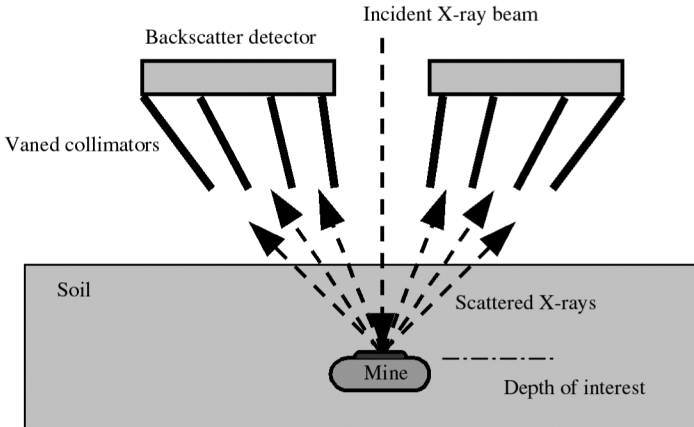 Incident X-ray beam
Backscatter detector
Vaned collimators
Soil
Scattered X-rays
Mine
Depth of interest